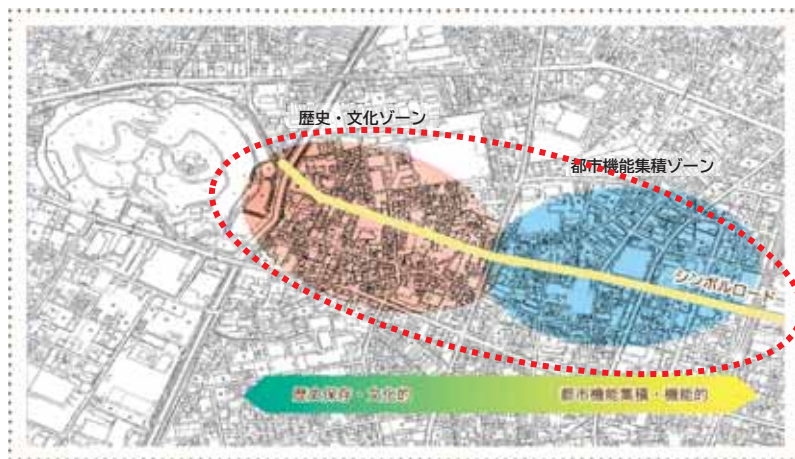 歴史・文化ゾーン
都市機能集積ゾーン
シンボルロード
歴史保存・文化的
都市機能集積・機能的